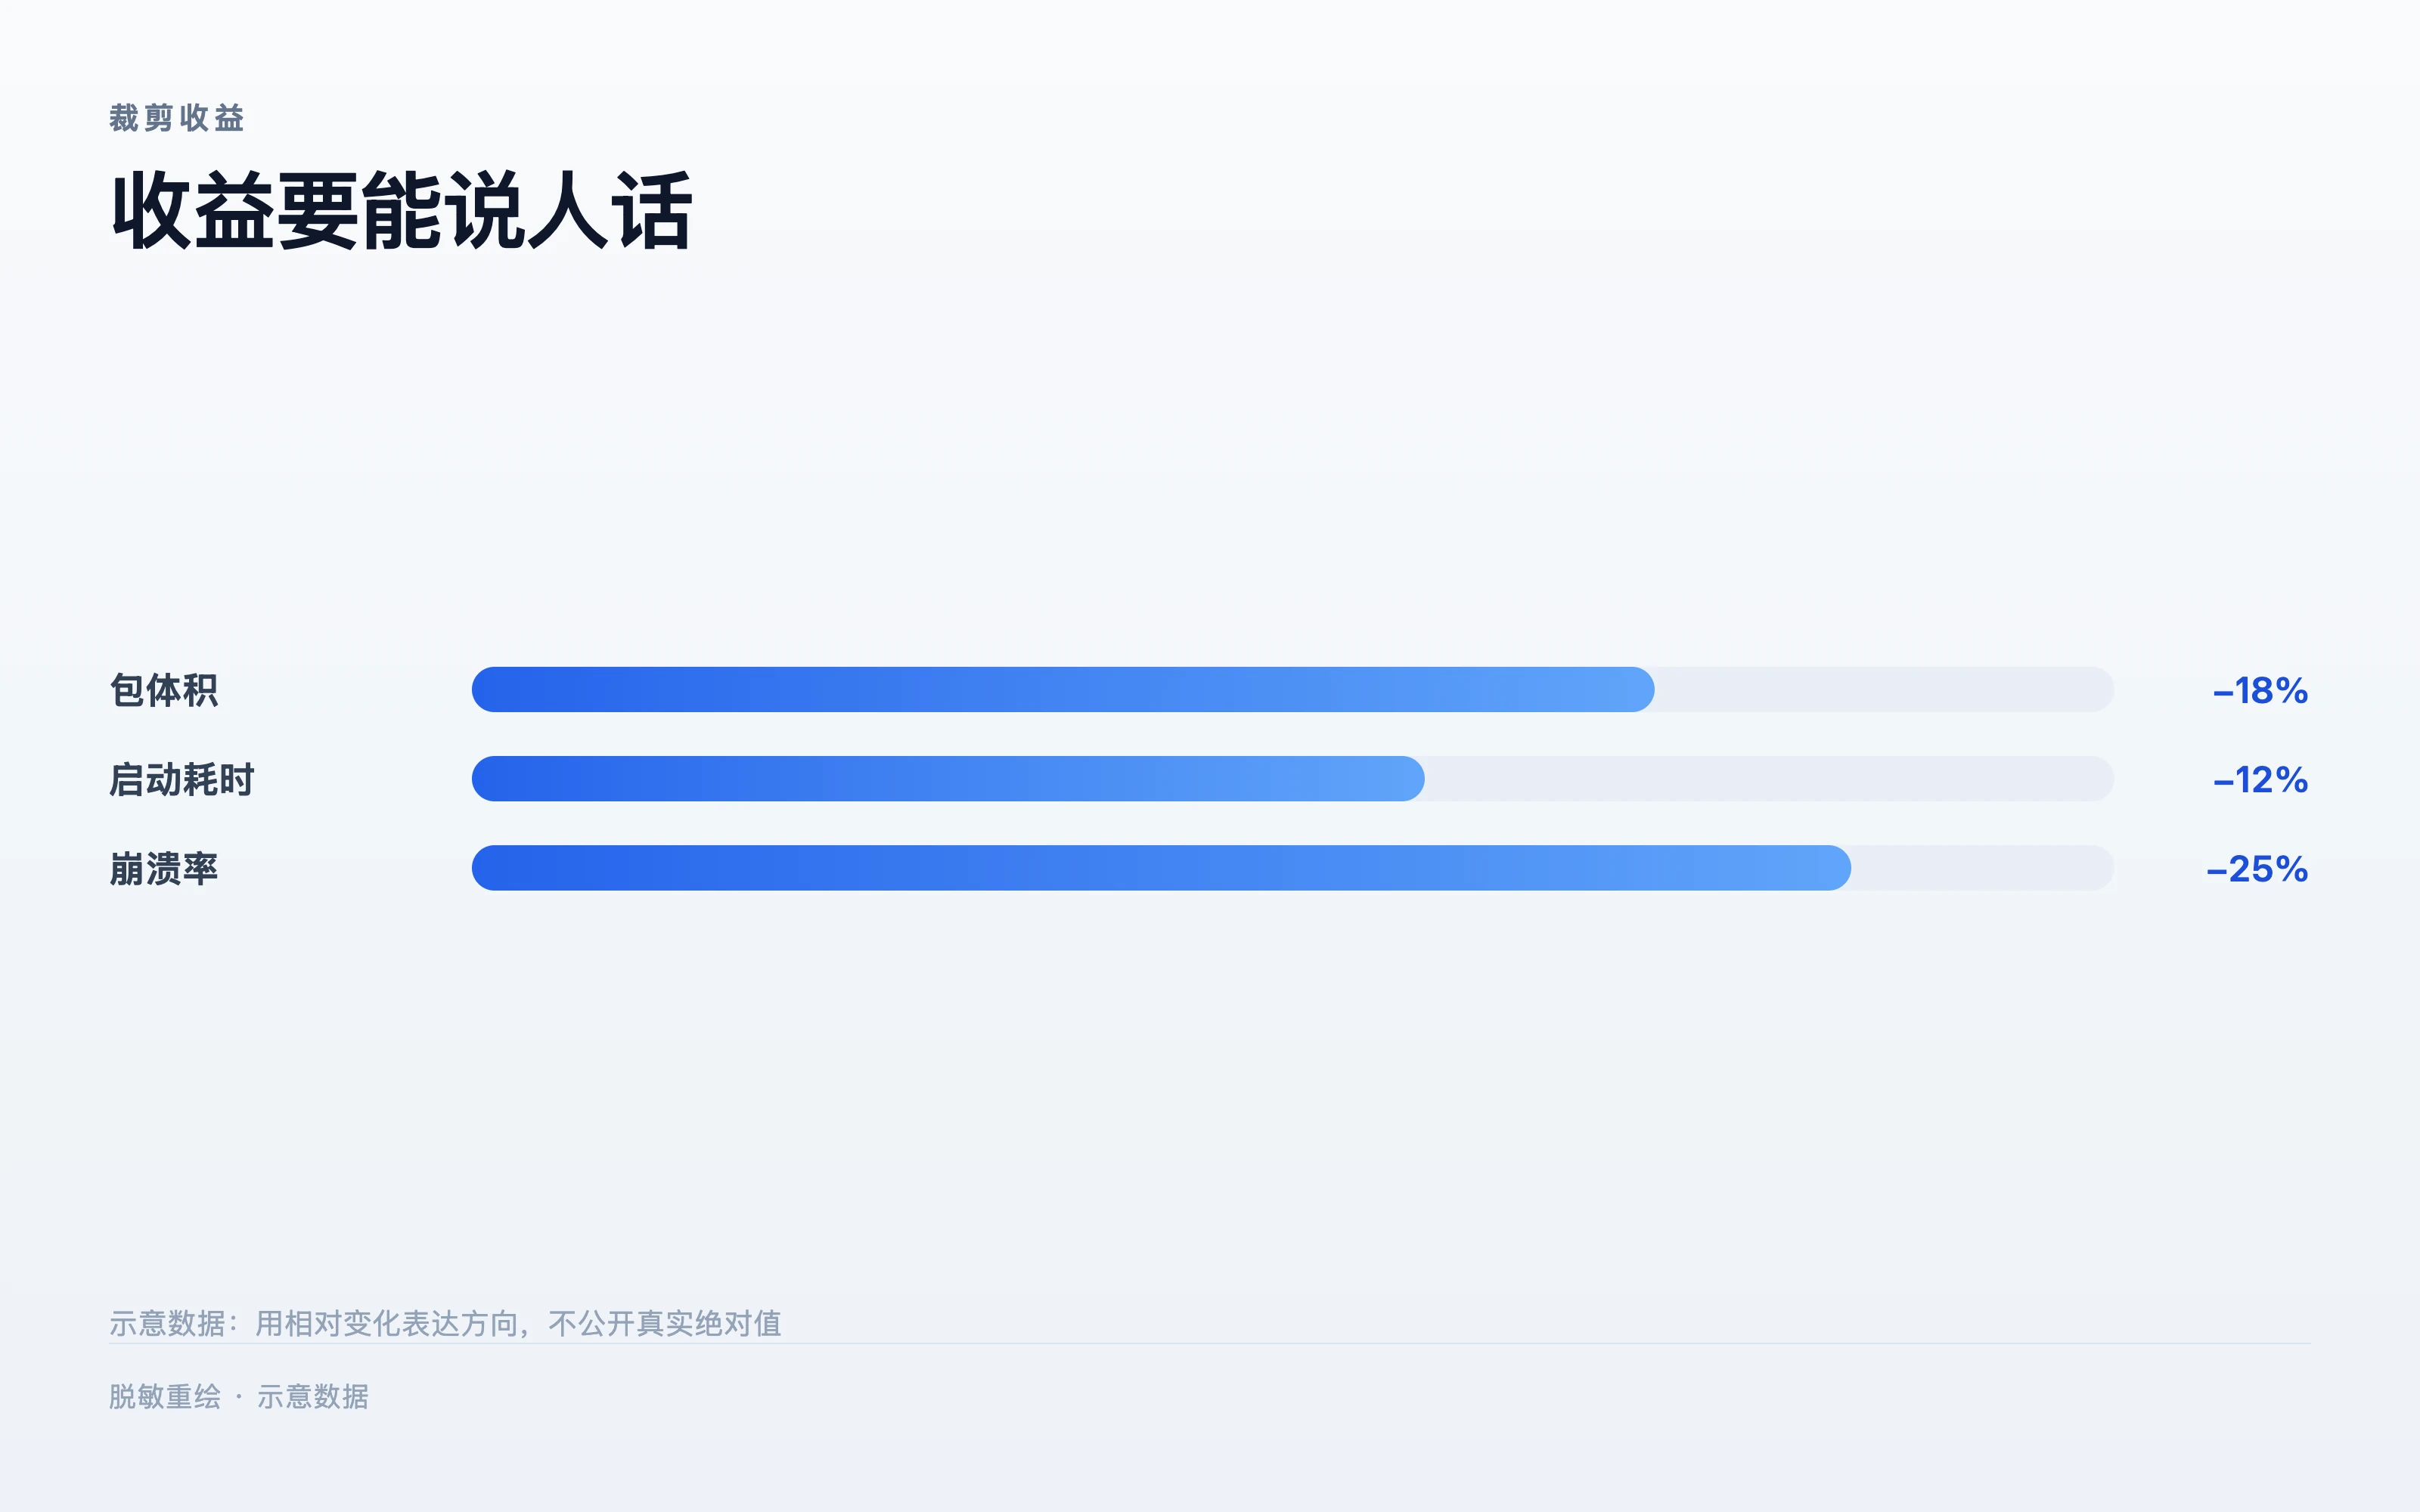 裁剪收益
收益要能说人话
包体积 –18%
启动耗时 –12%
崩溃率 –25%
示意数据：用相对变化表达方向，不公开真实绝对值
脱敏重绘 · 示意数据